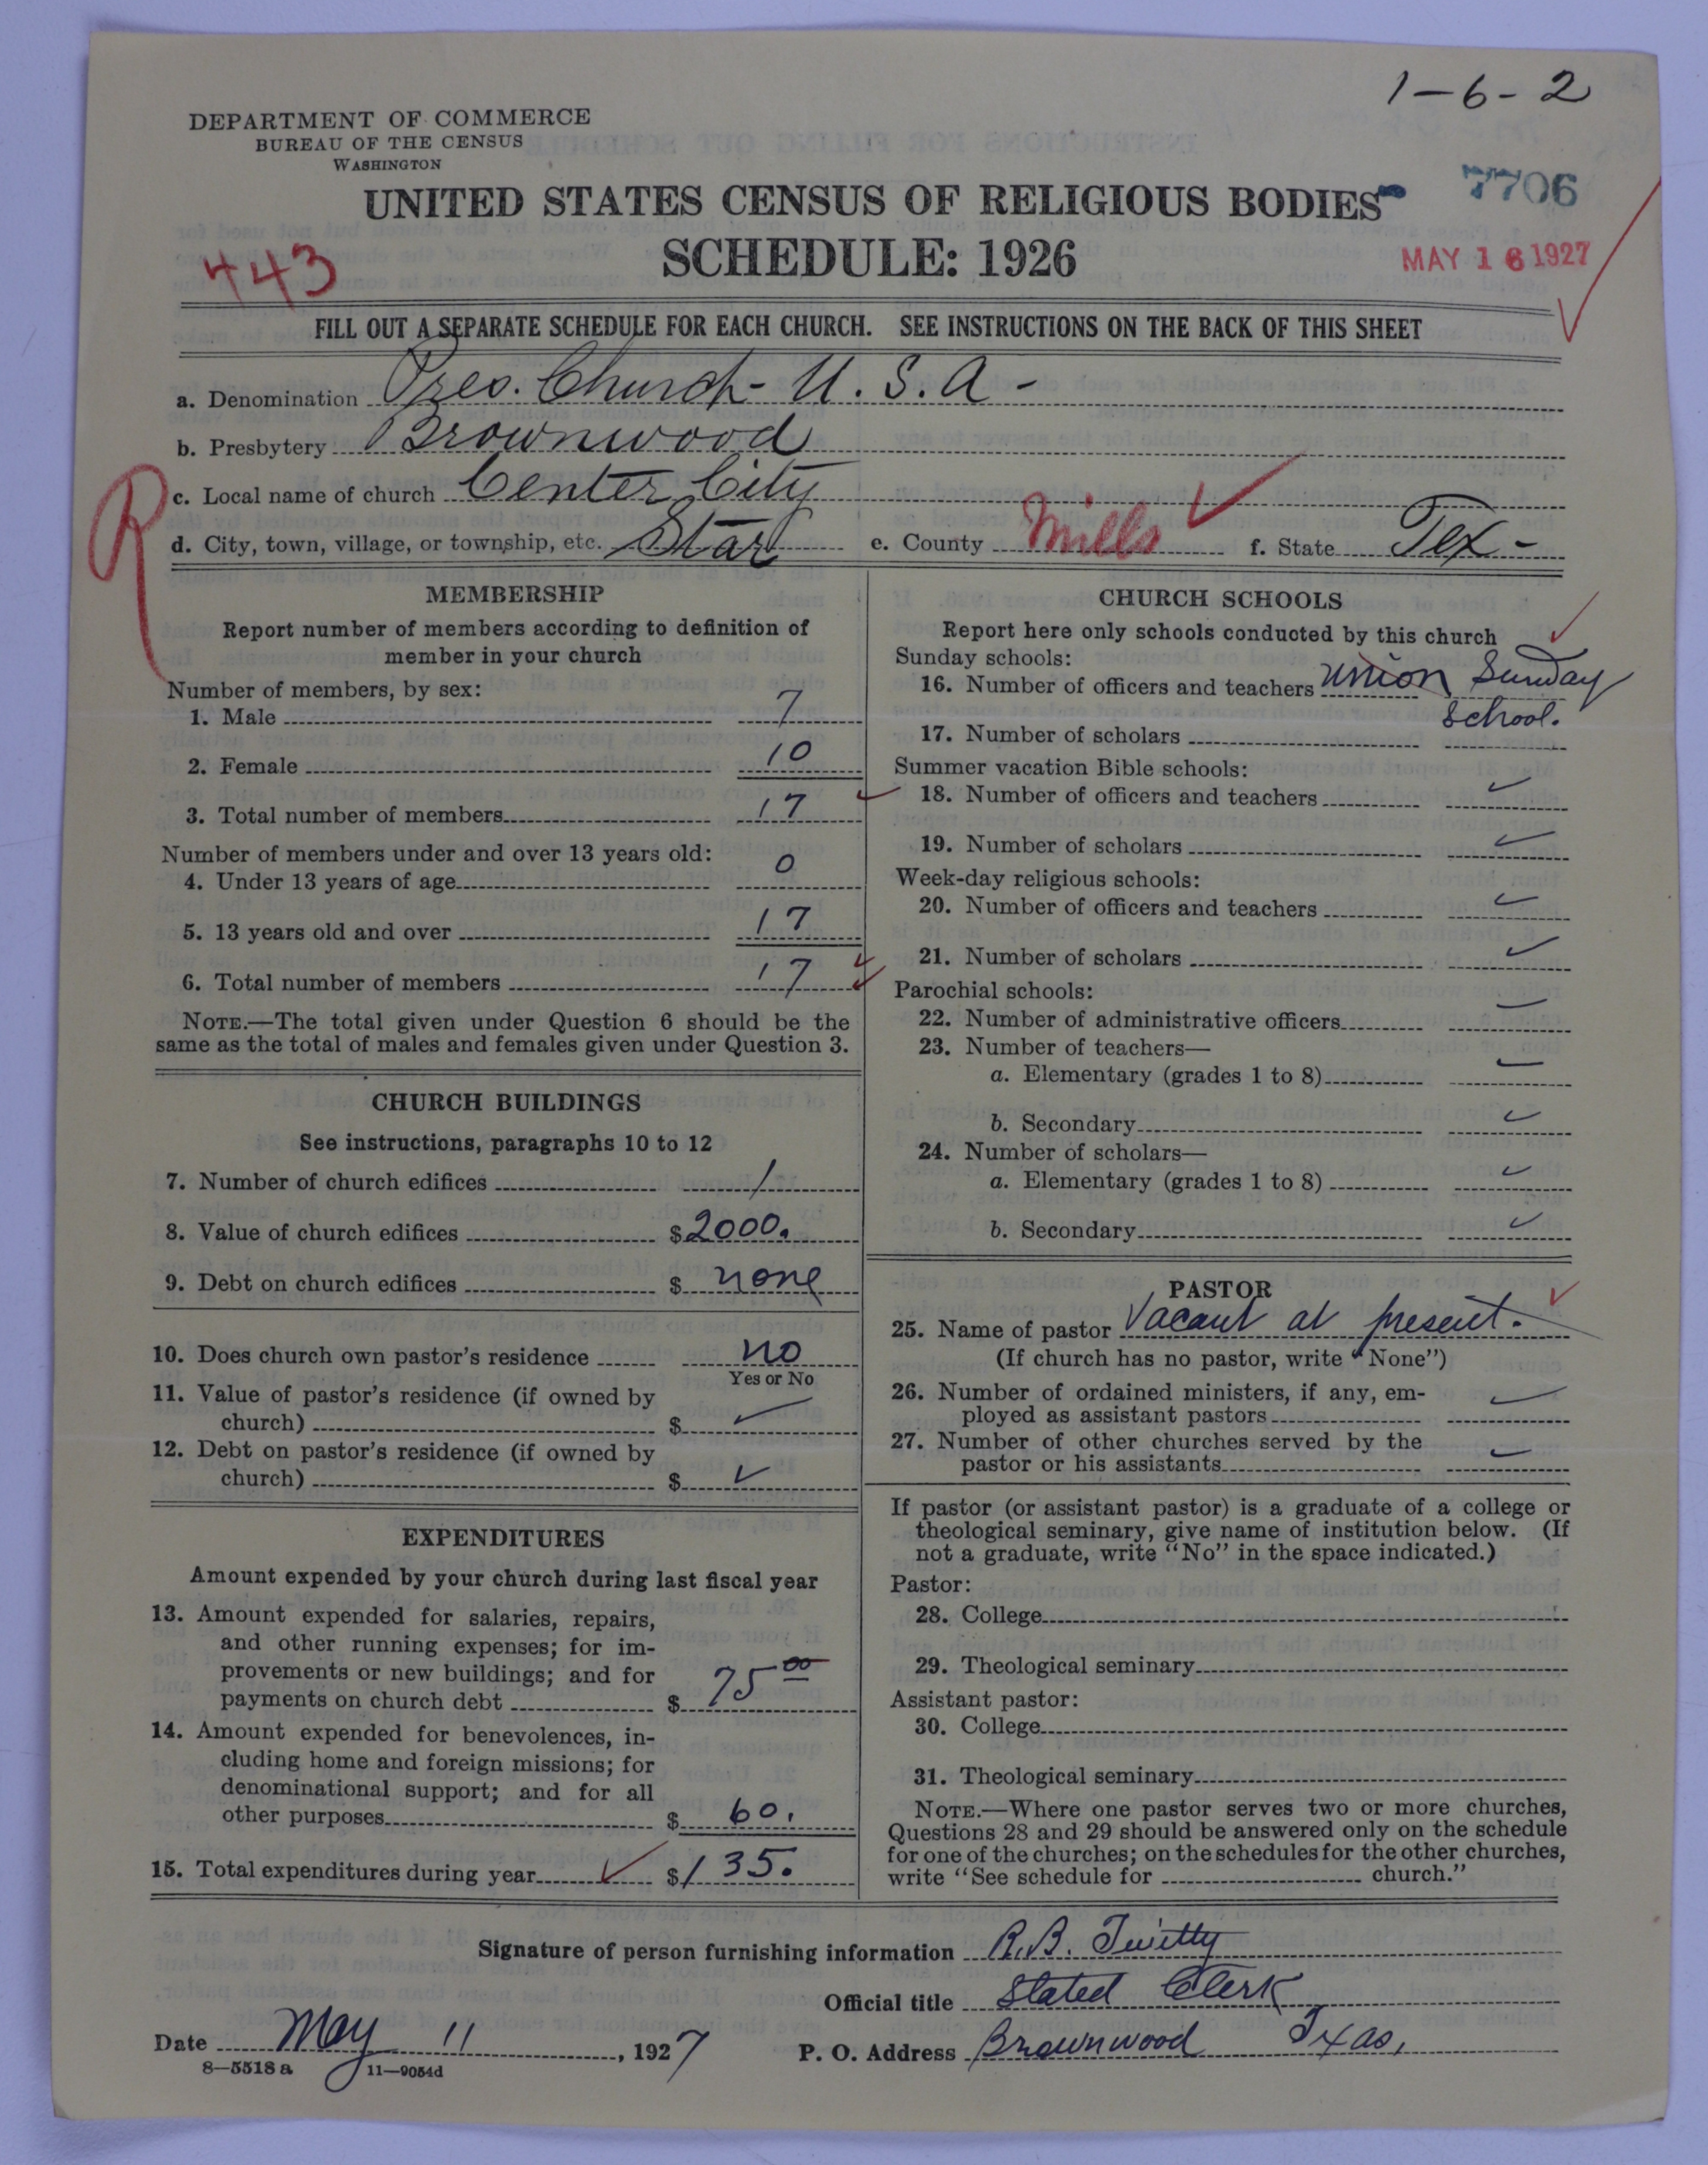 1-6-2
DEPARTMENT OF COMMERCE
BUREAU OF THE CENSUS
WASHINGTON
UNITED STATES CENSUS OF RELIGIOUS BODIES
7706
SCHEDULE: 1926
443
MAY 16 1927
FILL OUT A SEPARATE SCHEDULE FOR EACH CHURCH. SEE INSTRUCTIONS ON THE BACK OF THIS SHEET
a. Denomination Pres. Church - U.S.A -
b. Presbytery Brownwood
R
c. Local name of church Center City
d. City, town, village, or township, etc. Star e. County Mills f. State Tex -
MEMBERSHIP
Report number of members according to definition of
member in your church
Number of members, by sex:
1. Male 7
2. Female 10
3. Total number of members 17
Number of members under and over 13 years old:
4. Under 13 years of age 0
5. 13 years old and over 17
6. Total number of members 17
NOTE.—The total given under Question 6 should be the
same as the total of males and females given under Question 3.
CHURCH BUILDINGS
See instructions, paragraphs 10 to 12
7. Number of church edifices 1
8. Value of church edifices $2000.
9. Debt on church edifices $ none
10. Does church own pastor's residence no
Yes or No
11. Value of pastor's residence (if owned by
church) $ ✓
12. Debt on pastor's residence (if owned by
church) $ ✓
EXPENDITURES
Amount expended by your church during last fiscal year
13. Amount expended for salaries, repairs,
and other running expenses; for im-
provements or new buildings; and for
payments on church debt $ 75 00
14. Amount expended for benevolences, in-
cluding home and foreign missions; for
denominational support; and for all
other purposes $ 60.
15. Total expenditures during year ✓ $135.
CHURCH SCHOOLS
Report here only schools conducted by this church
Sunday schools:
16. Number of officers and teachers Union Sunday
School.
17. Number of scholars
Summer vacation Bible schools:
18. Number of officers and teachers ✓
19. Number of scholars ✓
Week-day religious schools:
20. Number of officers and teachers ✓
21. Number of scholars ✓
Parochial schools:
22. Number of administrative officers ✓
23. Number of teachers—
a. Elementary (grades 1 to 8) ✓
b. Secondary ✓
24. Number of scholars—
a. Elementary (grades 1 to 8) ✓
b. Secondary ✓
PASTOR
25. Name of pastor Vacant at present.
(If church has no pastor, write "None")
26. Number of ordained ministers, if any, em-
ployed as assistant pastors ✓
27. Number of other churches served by the
pastor or his assistants ✓
If pastor (or assistant pastor) is a graduate of a college or
theological seminary, give name of institution below. (If
not a graduate, write "No" in the space indicated.)
Pastor:
28. College
29. Theological seminary
Assistant pastor:
30. College
31. Theological seminary
NOTE.—Where one pastor serves two or more churches,
Questions 28 and 29 should be answered only on the schedule
for one of the churches; on the schedules for the other churches,
write "See schedule for church."
Signature of person furnishing information R.B. Twitty
Official title Stated Clerk
Date May 11, 1927 P. O. Address Brownwood Txas,
8—5518 a 11—9054d